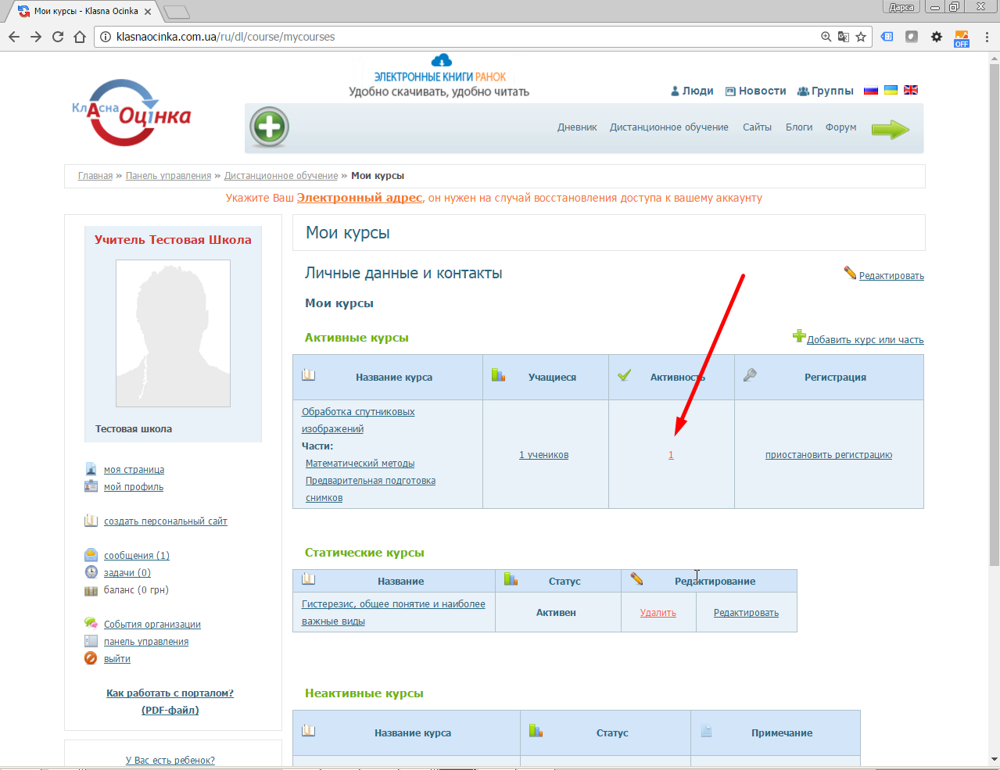 Мои курсы - Klasna Ocinka
Дарса
klasnaocinka.com.ua/ru/dl/course/mycourses
OFF
ЭЛЕКТРОННЫЕ КНИГИ РАНОК
Удобно скачивать, удобно читать
КлАсна Оцінка
Люди Новости Группы
Дневник Дистанционное обучение Сайты Блоги Форум
Главная » Панель управления » Дистанционное обучение » Мои курсы
Укажите Ваш Электронный адрес, он нужен на случай восстановления доступа к вашему аккаунту
Учитель Тестовая Школа
Тестовая школа
моя страница
мой профиль
создать персональный сайт
сообщения (1)
задачи (0)
баланс (0 грн)
События организации
панель управления
выйти
Как работать с порталом?
(PDF-файл)
У Вас есть ребенок?
Мои курсы
Личные данные и контакты
Редактировать
Мои курсы
Активные курсы
Добавить курс или часть
Название курса Учащиеся Активность Регистрация
Обработка спутниковых
изображений
Части:
Математический методы
Предварительная подготовка
снимков
1 учеников
1
приостановить регистрацию
Статические курсы
Название Статус Редактирование
Гистерезис, общее понятие и наиболее
важные виды
Активен
Удалить
Редактировать
Неактивные курсы
Название курса Статус Примечание